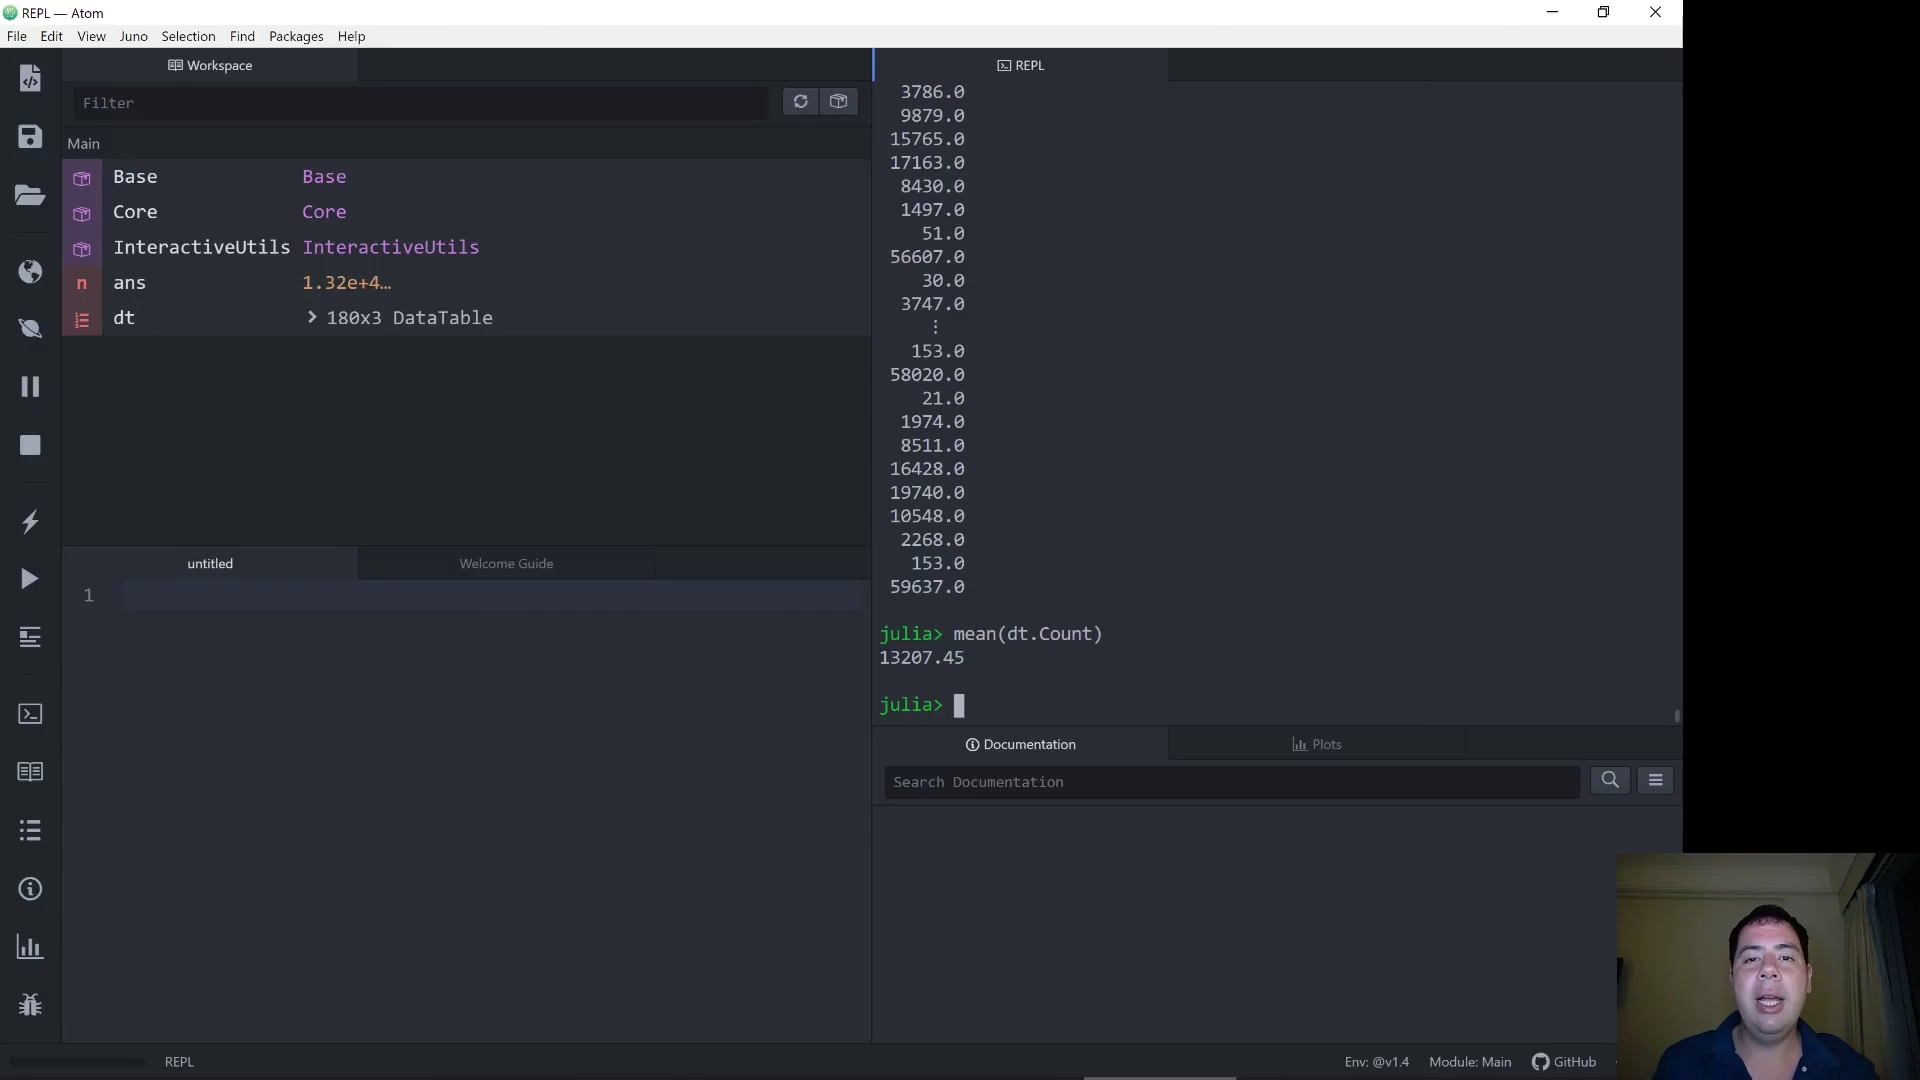 REPL — Atom
File Edit View Juno Selection Find Packages Help
Workspace
Filter
Main
Base Base
Core Core
InteractiveUtils InteractiveUtils
n ans 1.32e+4…
dt > 180x3 DataTable
untitled Welcome Guide
1
REPL
3786.0
9879.0
15765.0
17163.0
8430.0
1497.0
51.0
56607.0
30.0
3747.0
⋮
153.0
58020.0
21.0
1974.0
8511.0
16428.0
19740.0
10548.0
2268.0
153.0
59637.0
julia> mean(dt.Count)
13207.45
julia>
Documentation Plots
Search Documentation
REPL Env: @v1.4 Module: Main GitHub